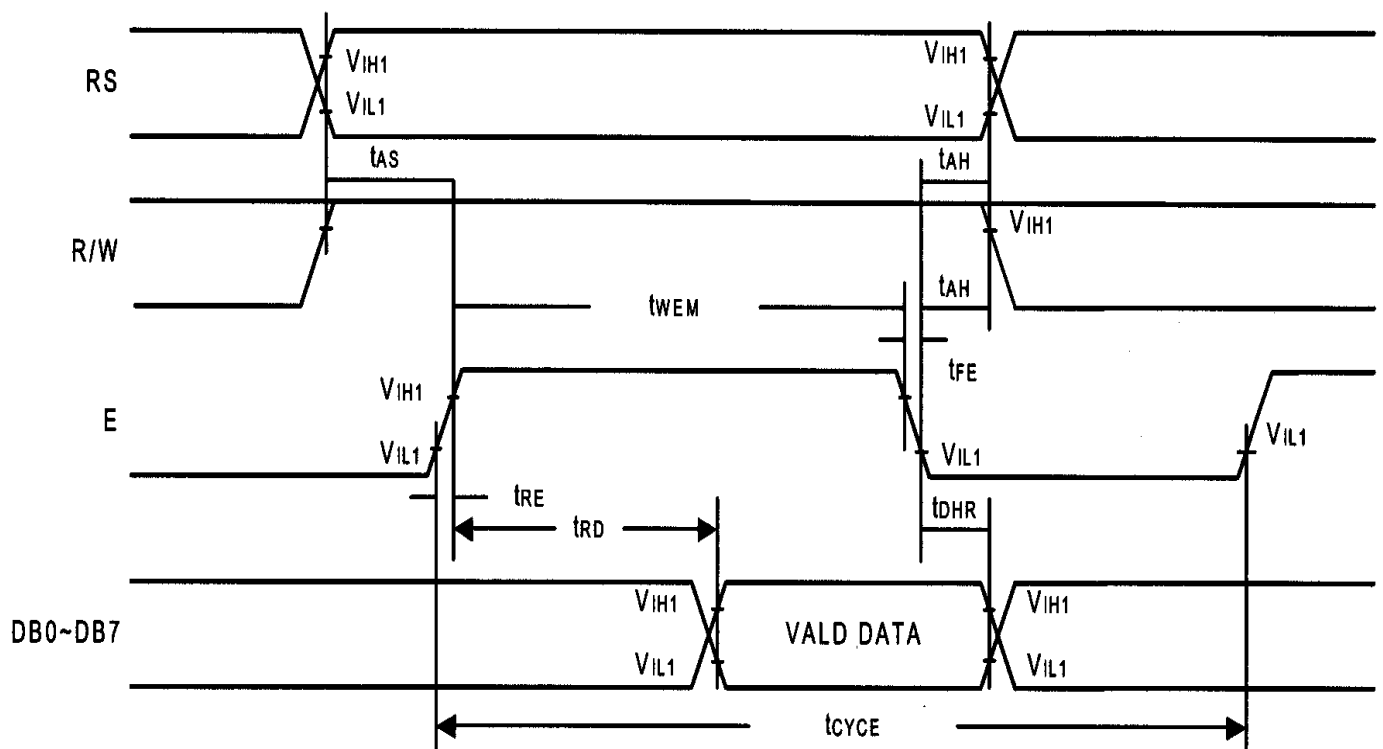 RS
VIH1
VIL1
VIH1
VIL1
tAS
tAH
R/W
VIH1
tWEM
tAH
tFE
E
VIH1
VIL1
VIL1
VIL1
tRE
tRD
tDHR
DB0~DB7
VIH1
VIL1
VALD DATA
VIH1
VIL1
tCYCE